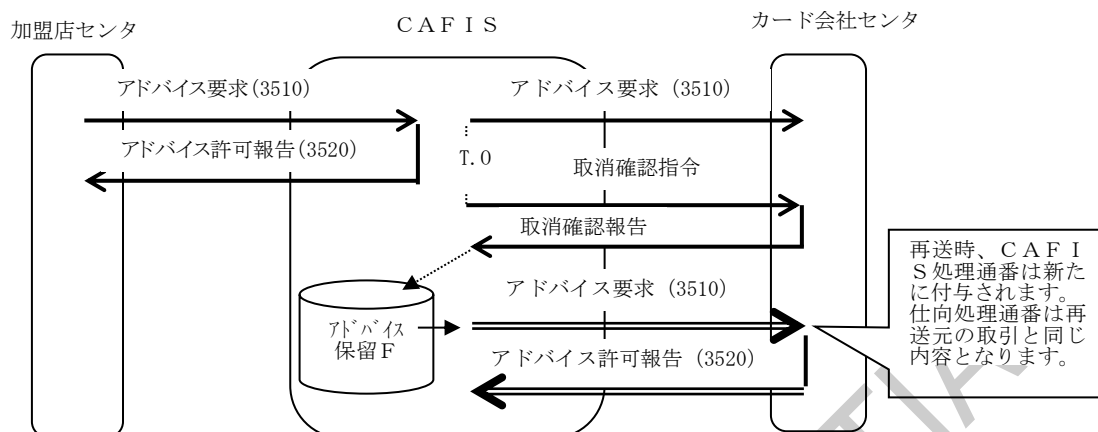 加盟店センタ
ＣＡＦＩＳ
カード会社センタ
アドバイス要求(3510)
アドバイス要求 (3510)
アドバイス許可報告(3520)
T.O
取消確認指令
取消確認報告
アドバイス要求 (3510)
ｱﾄﾞﾊﾞｲｽ
保留Ｆ
アドバイス許可報告 (3520)
再送時、ＣＡＦＩ
Ｓ処理通番は新た
に付与されます。
仕向処理通番は再
送元の取引と同じ
内容となります。